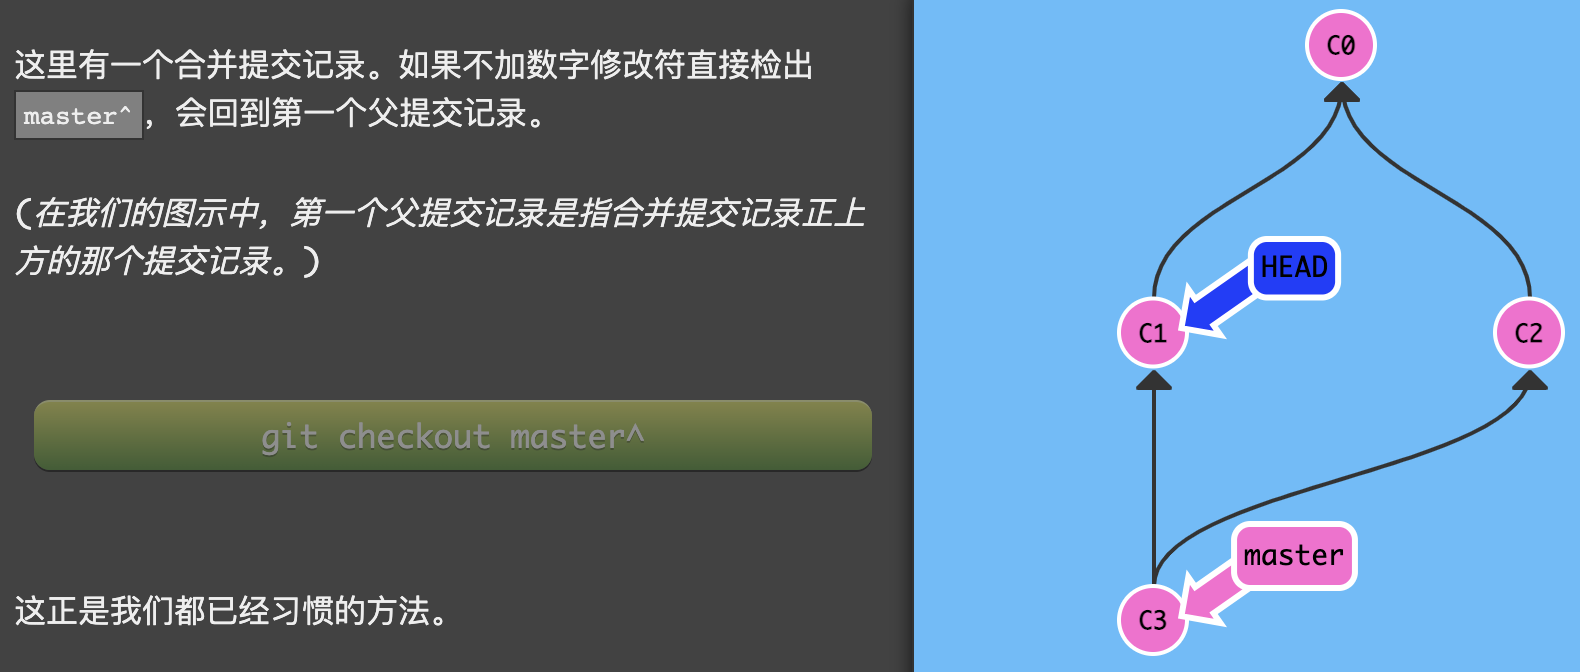 这里有一个合并提交记录。如果不加数字修改符直接检出
master^，会回到第一个父提交记录。
(在我们的图示中，第一个父提交记录是指合并提交记录正上
方的那个提交记录。)
git checkout master^
这正是我们都已经习惯的方法。
C0
HEAD
C1
C2
master
C3